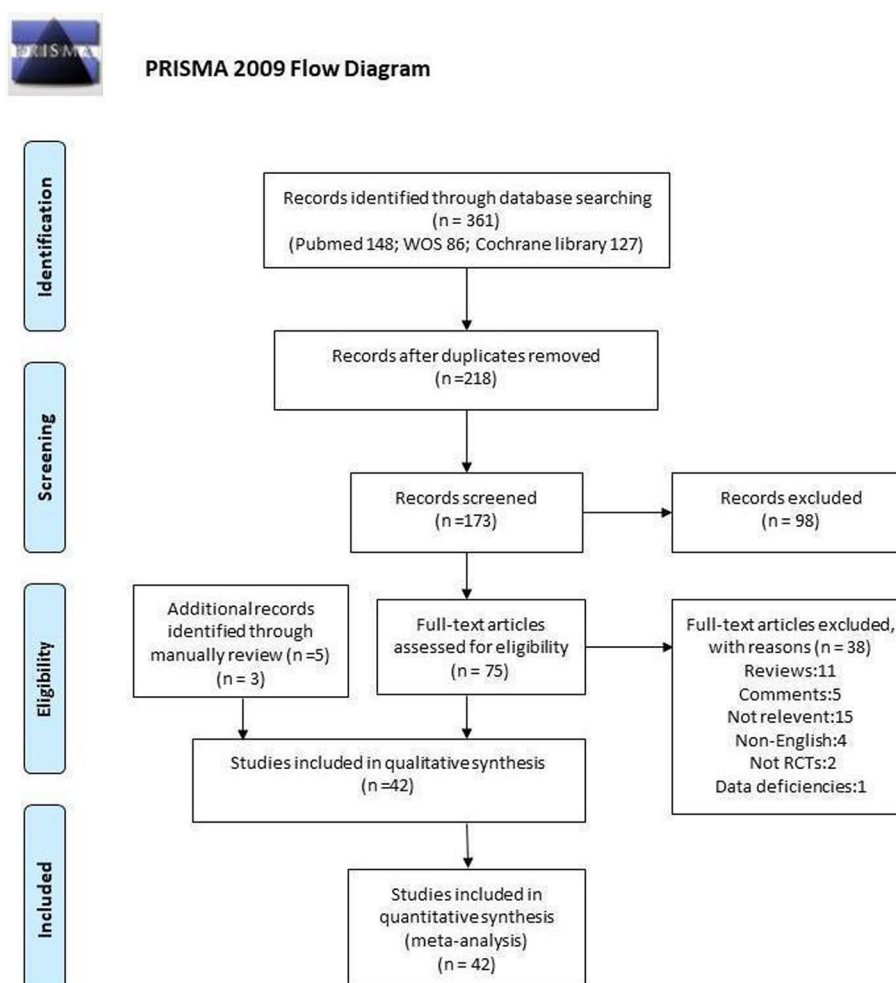 PRISMA
PRISMA 2009 Flow Diagram
Identification
Records identified through database searching
(n = 361)
(Pubmed 148; WOS 86; Cochrane library 127)
Records after duplicates removed
(n =218)
Screening
Records screened
(n =173)
Records excluded
(n = 98)
Eligibility
Additional records
identified through
manually review (n =5)
(n = 3)
Full-text articles
assessed for eligibility
(n = 75)
Full-text articles excluded,
with reasons (n = 38)
Reviews:11
Comments:5
Not relevent:15
Non-English:4
Not RCTs:2
Data deficiencies:1
Studies included in qualitative synthesis
(n =42)
Included
Studies included in
quantitative synthesis
(meta-analysis)
(n = 42)